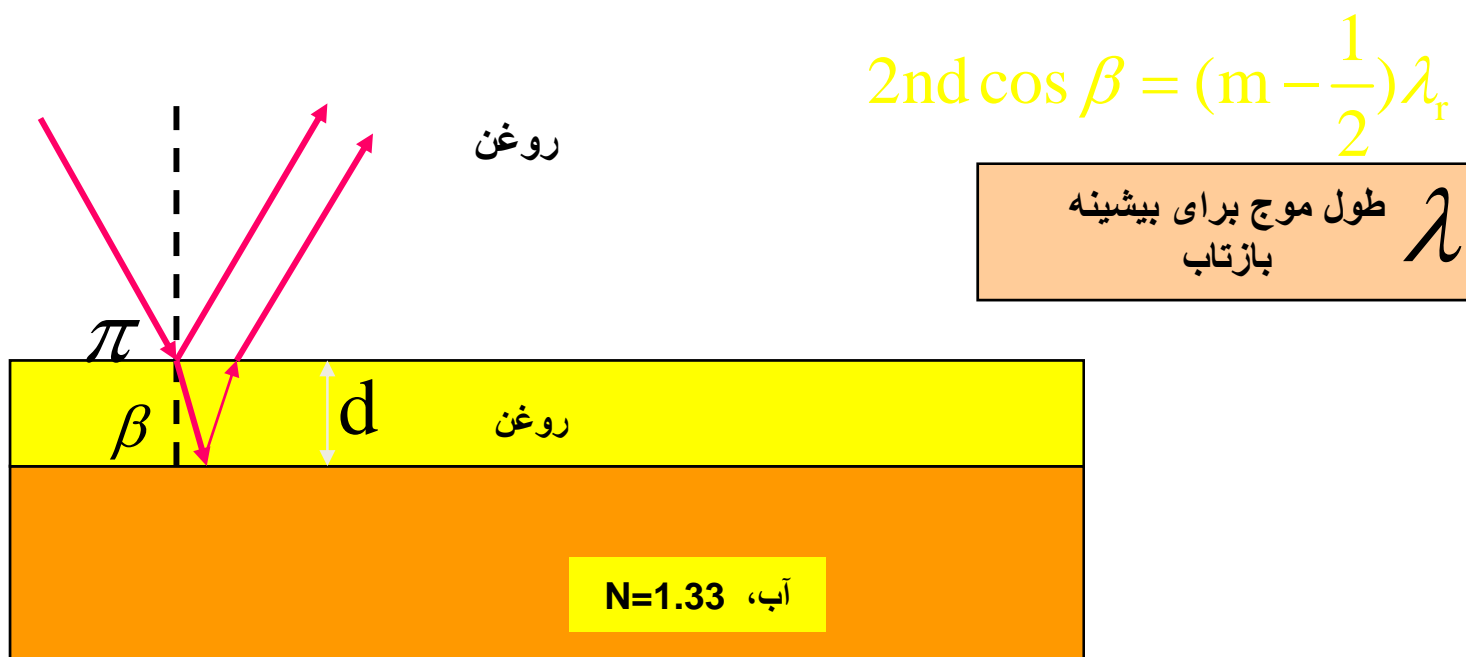 2nd cos β = (m − 1/2) λr
روغن
طول موج برای بیشینه
بازتاب
λ
π
β
d
روغن
آب، N=1.33